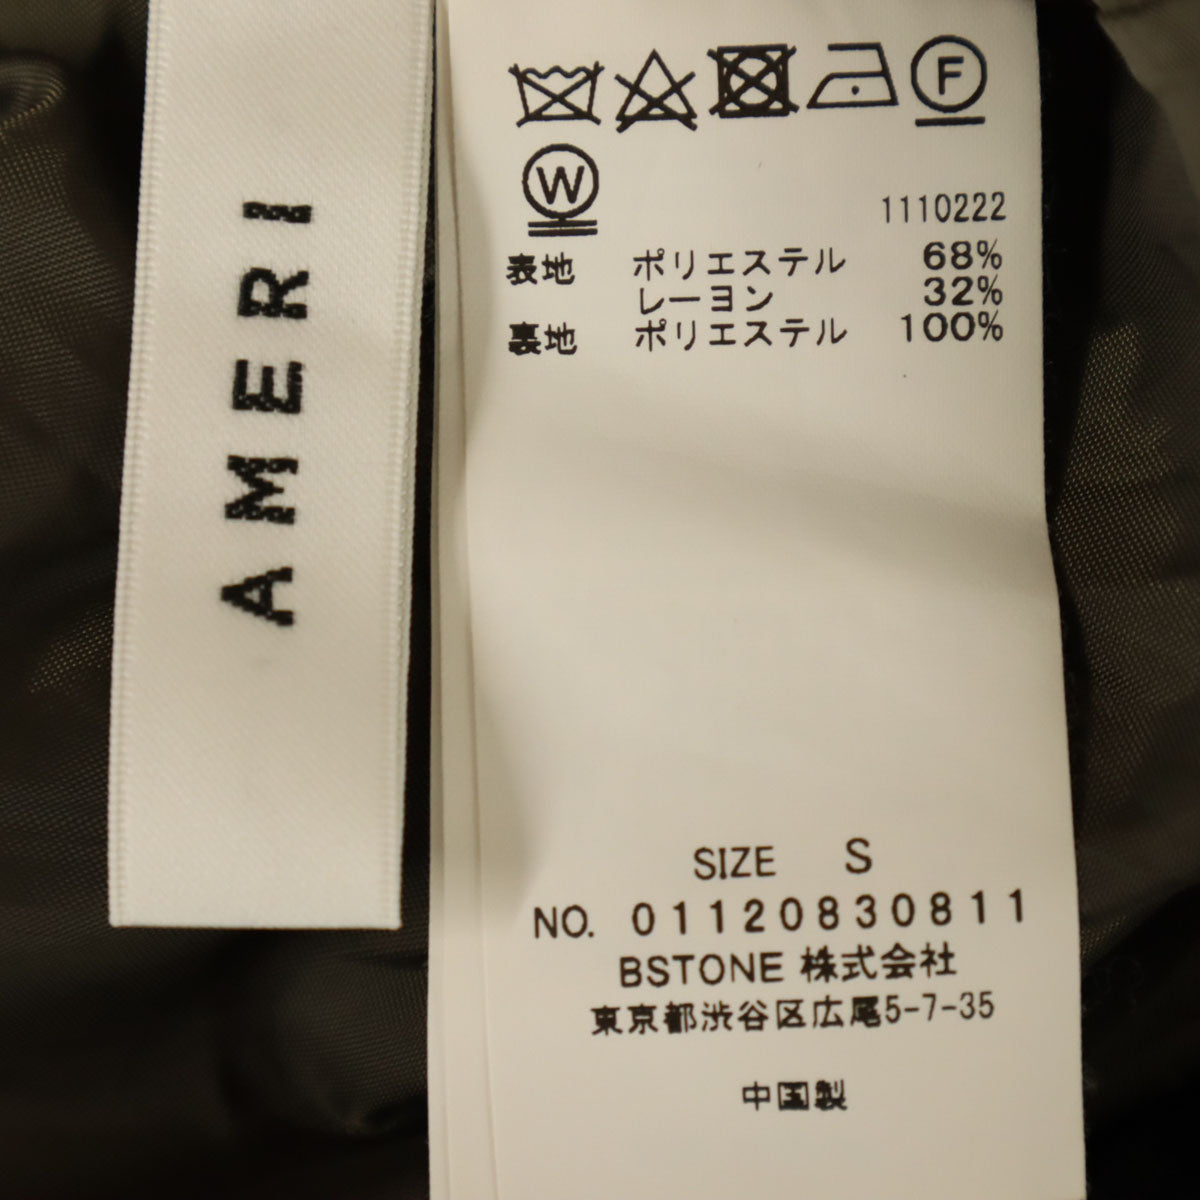 AMERI
F
W
1110222
表地 ポリエステル 68%
レーヨン 32%
裏地 ポリエステル 100%
SIZE S
NO. 01120830811
BSTONE 株式会社
東京都渋谷区広尾5-7-35
中国製